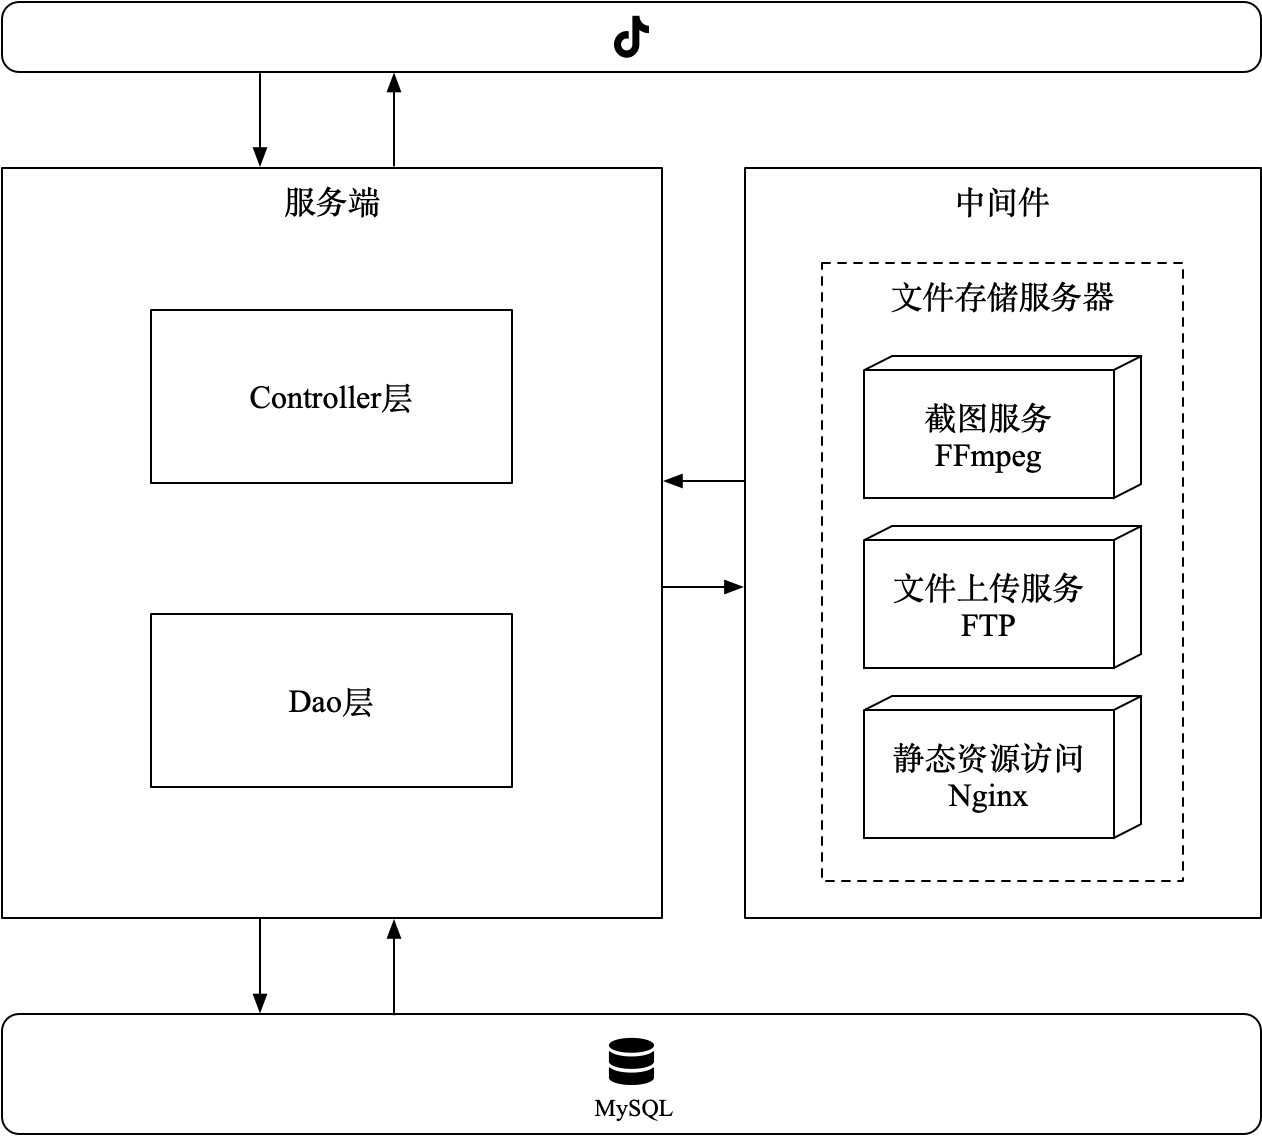 服务端
Controller层
Dao层
中间件
文件存储服务器
截图服务
FFmpeg
文件上传服务
FTP
静态资源访问
Nginx
MySQL